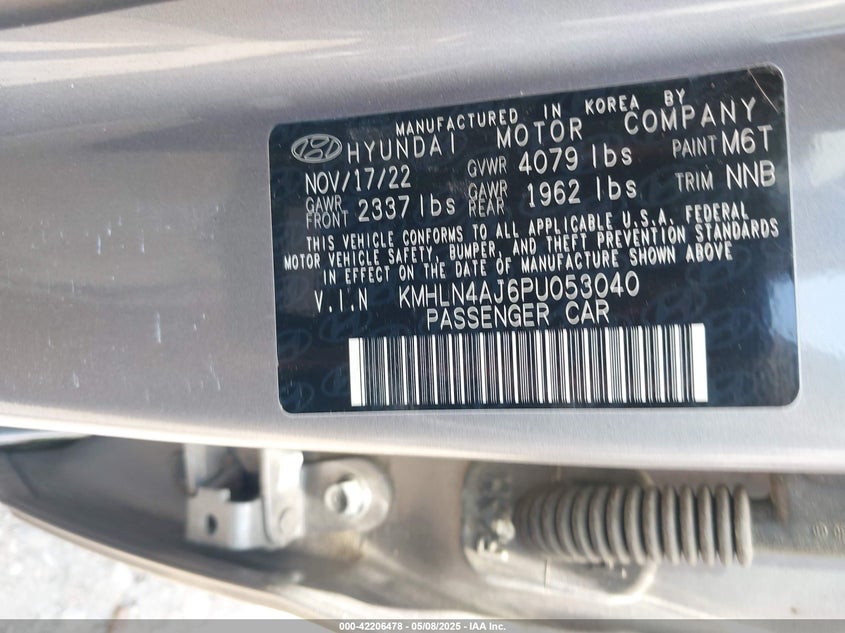 MANUFACTURED IN KOREA BY
HYUNDAI MOTOR COMPANY
NOV/17/22 GVWR 4079 lbs PAINT M6T
GAWR FRONT 2337 lbs GAWR REAR 1962 lbs TRIM NNB
THIS VEHICLE CONFORMS TO ALL APPLICABLE U.S.A. FEDERAL
MOTOR VEHICLE SAFETY, BUMPER, AND THEFT PREVENTION STANDARDS
IN EFFECT ON THE DATE OF MANUFACTURE SHOWN ABOVE
V.I.N KMHLN4AJ6PU053040
PASSENGER CAR
000-42206478 - 05/08/2025 - IAA Inc.